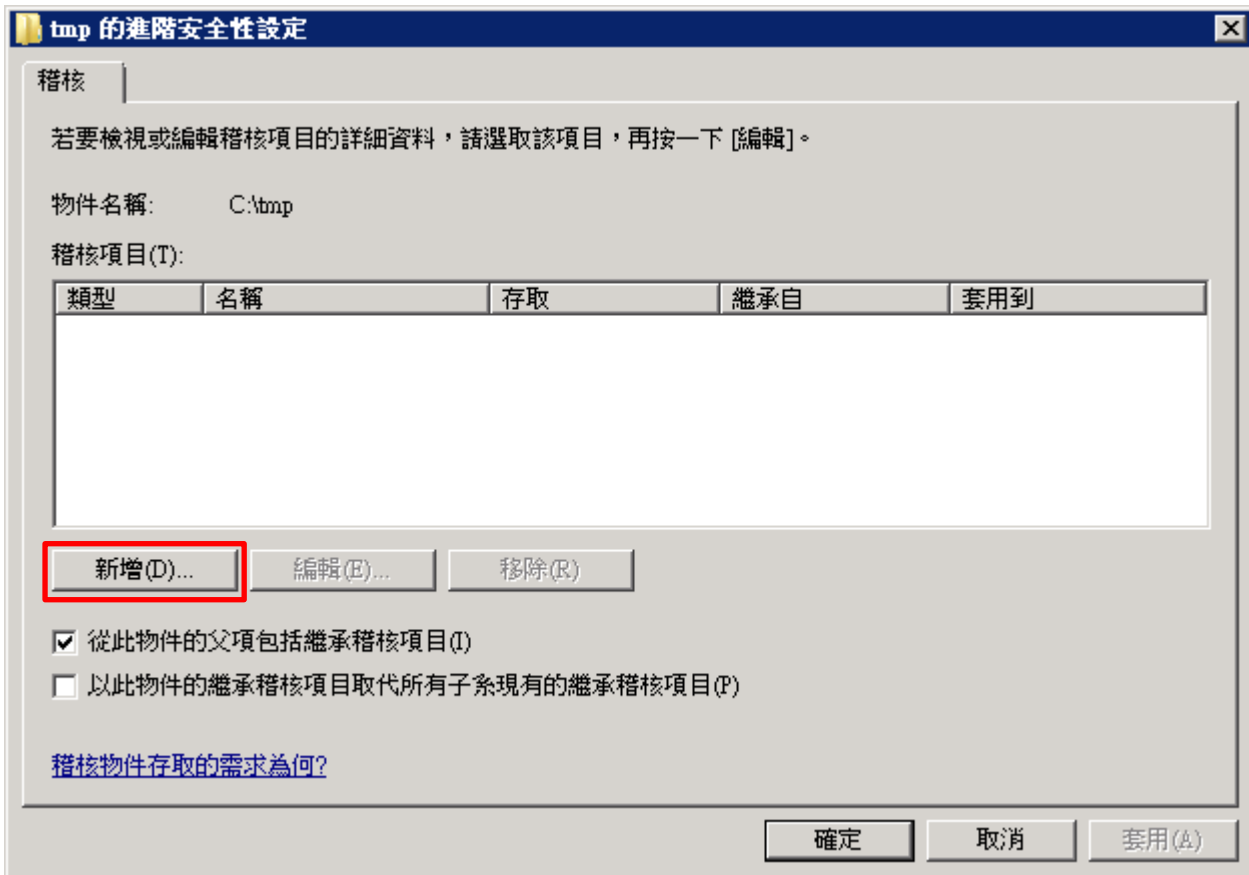 tmp 的進階安全性設定
稽核
若要檢視或編輯稽核項目的詳細資料，請選取該項目，再按一下 [編輯]。
物件名稱: C:\tmp
稽核項目(T):
類型 名稱 存取 繼承自 套用到
新增(D)... 編輯(E)... 移除(R)
從此物件的父項包括繼承稽核項目(I)
以此物件的繼承稽核項目取代所有子系現有的繼承稽核項目(P)
稽核物件存取的需求為何?
確定 取消 套用(A)